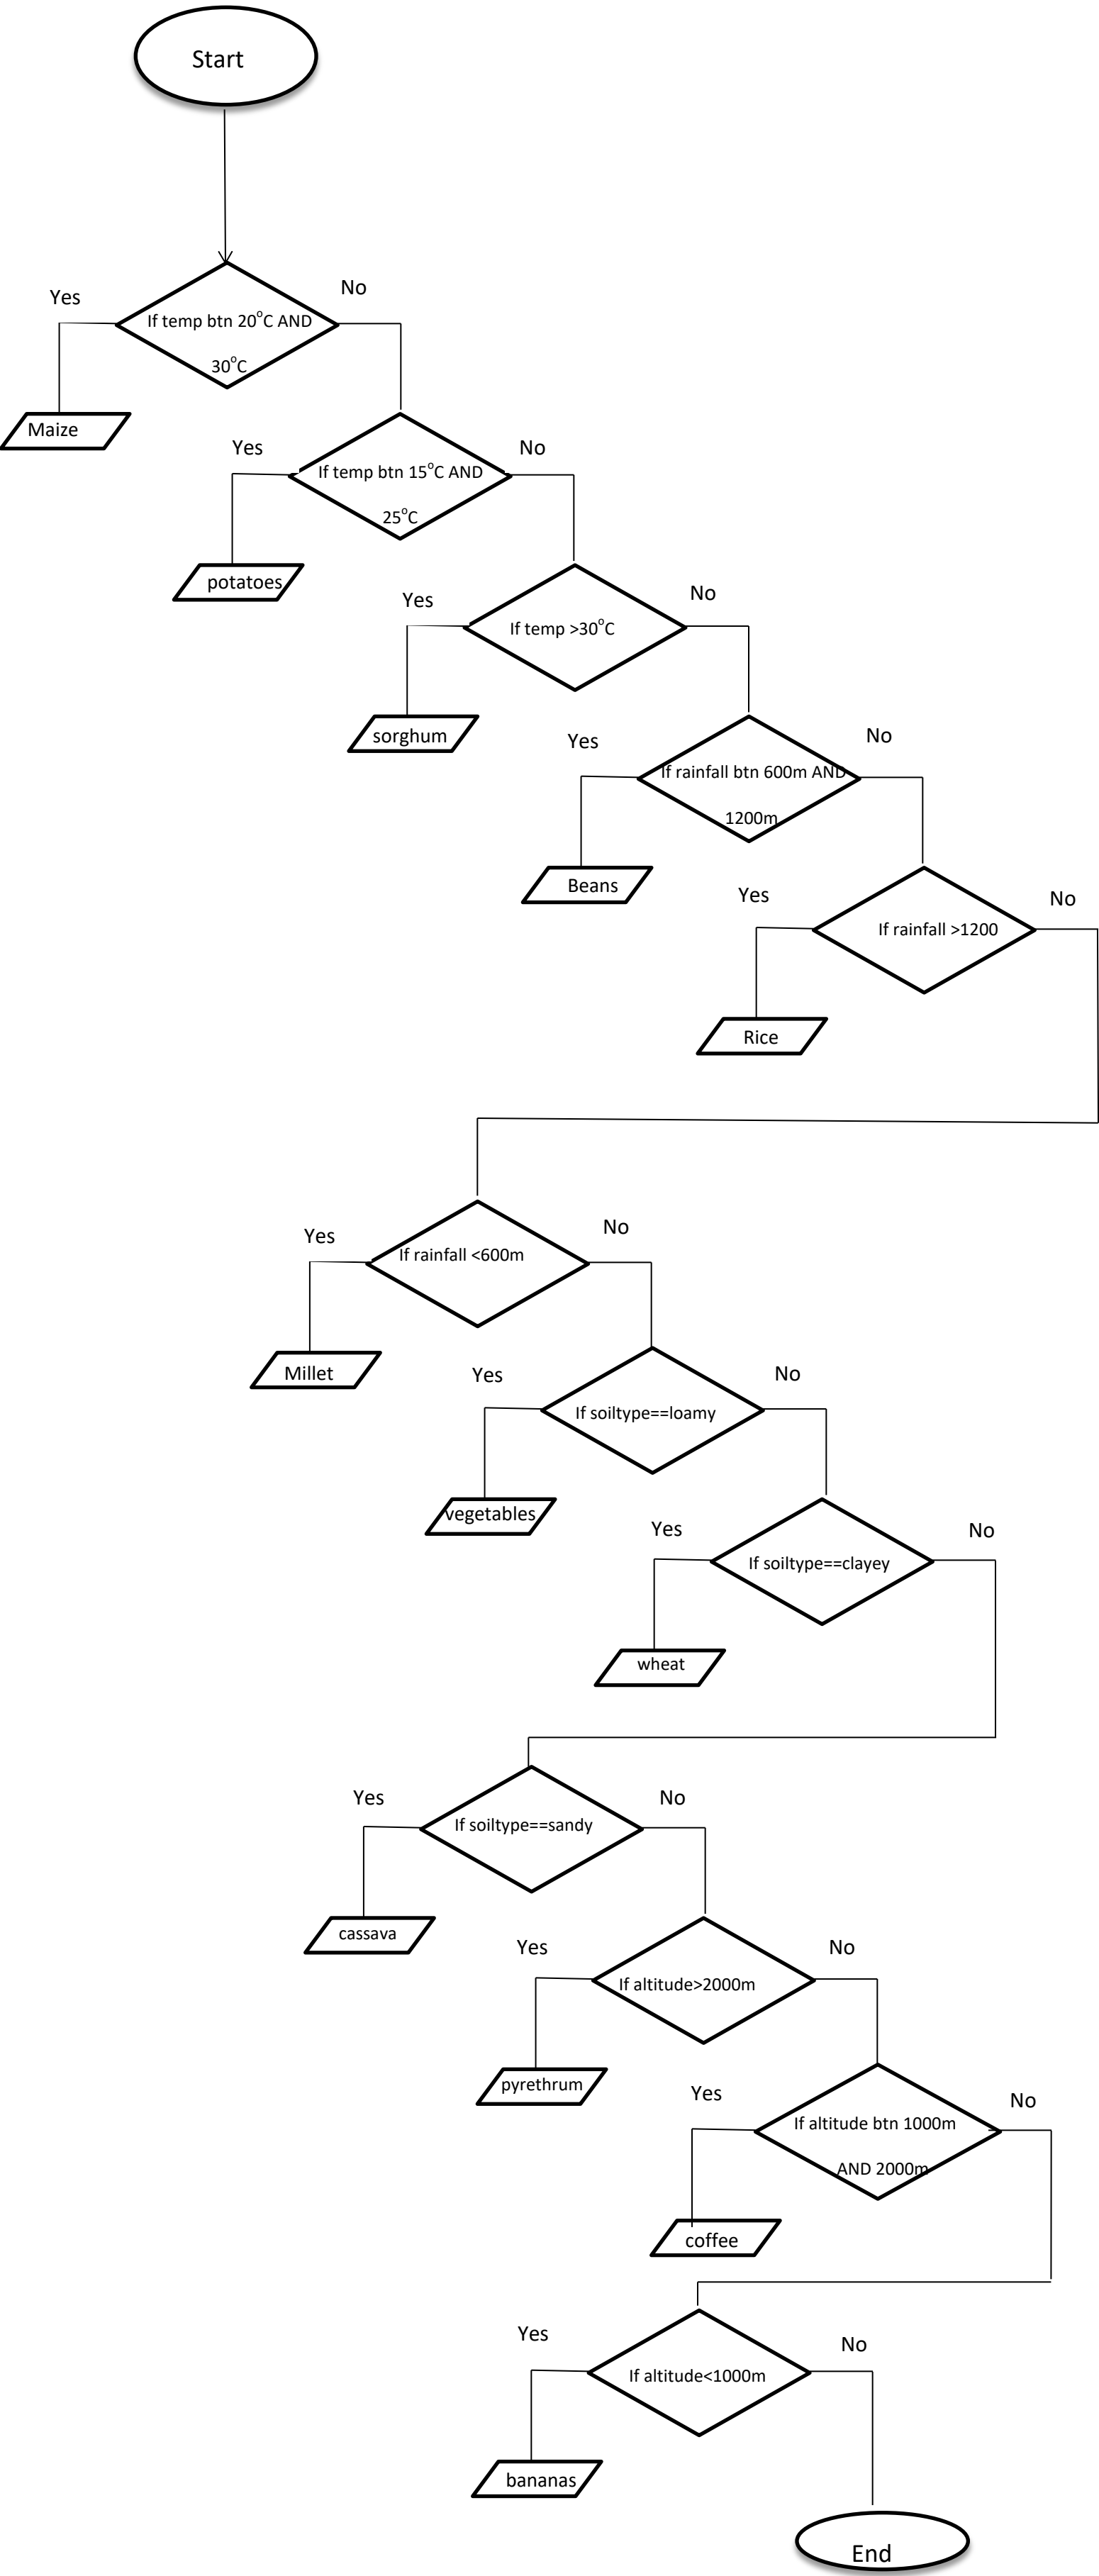 Start
Yes
No
If temp btn 20°C AND
30°C
Maize
Yes
No
If temp btn 15°C AND
25°C
potatoes
Yes
No
If temp >30°C
sorghum
Yes
No
If rainfall btn 600m AND
1200m
Beans
Yes
No
If rainfall >1200
Rice
Yes
No
If rainfall <600m
Millet
Yes
No
If soiltype==loamy
vegetables
Yes
No
If soiltype==clayey
wheat
Yes
No
If soiltype==sandy
cassava
Yes
No
If altitude>2000m
pyrethrum
Yes
No
If altitude btn 1000m
AND 2000m
coffee
Yes
No
If altitude<1000m
bananas
End